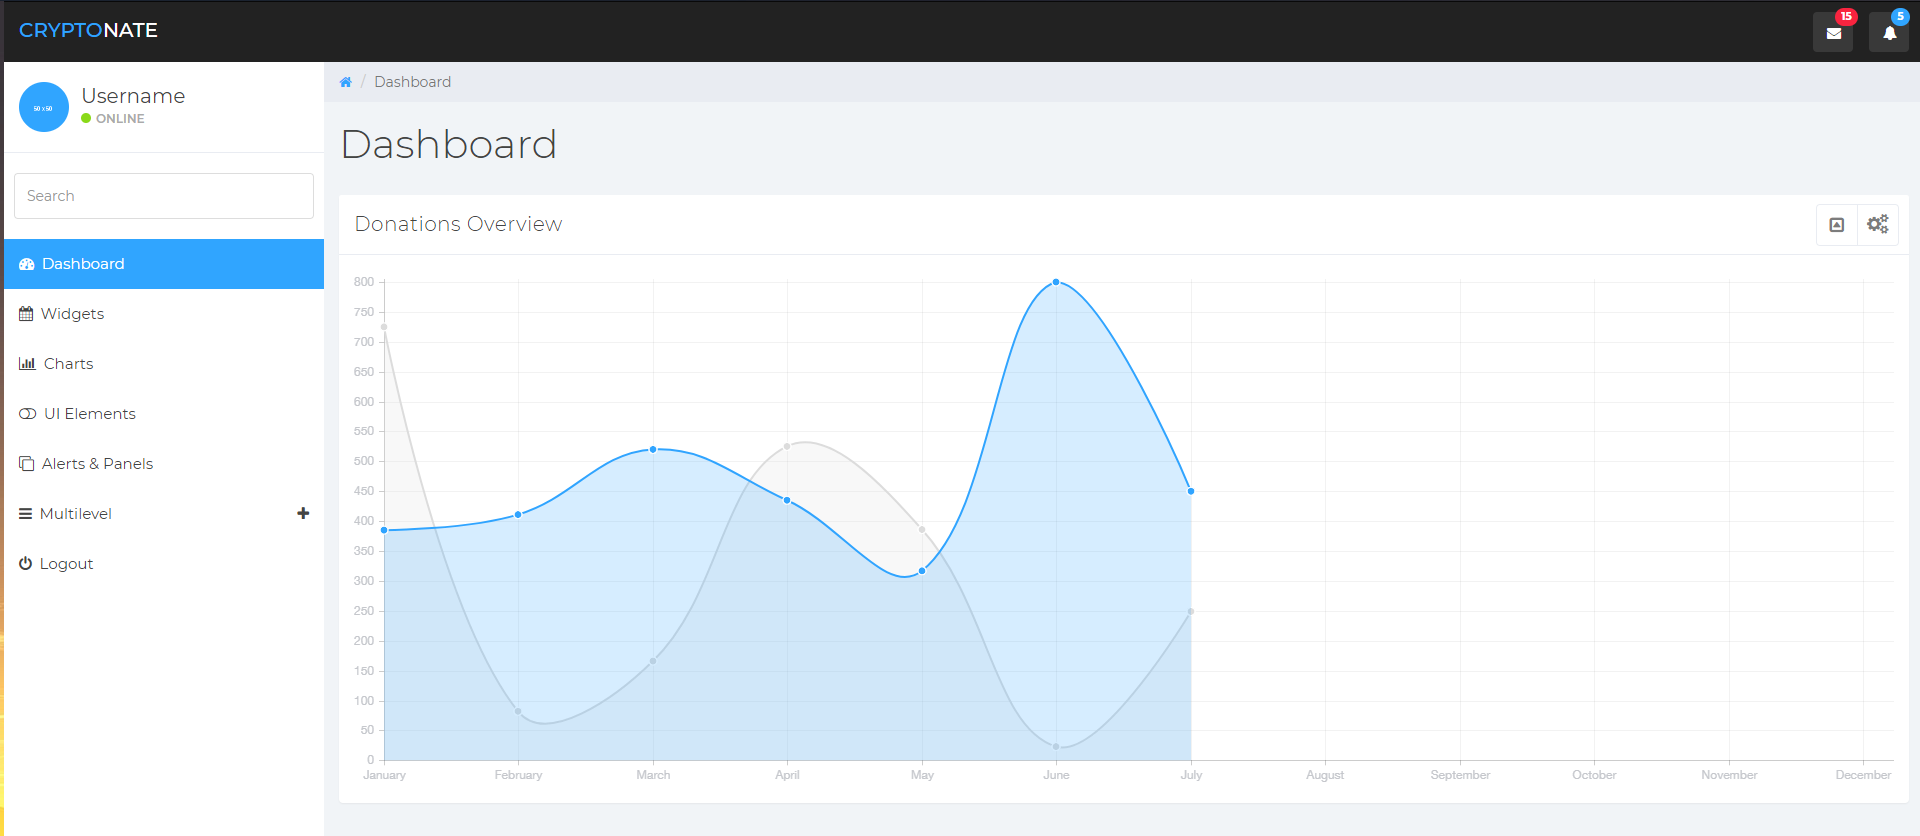 CRYPTONATE
15
5
50 x 50
Username
ONLINE
Search
Dashboard
Widgets
Charts
UI Elements
Alerts & Panels
Multilevel
Logout
/ Dashboard
Dashboard
Donations Overview
800
750
700
650
600
550
500
450
400
350
300
250
200
150
100
50
0
January February March April May June July August September October November December